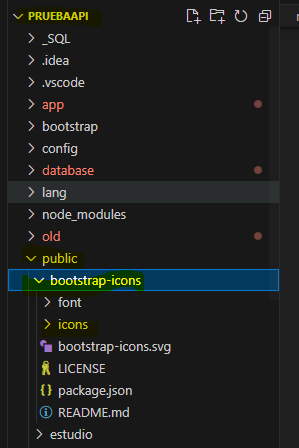 PRUEBAAPI
_SQL
.idea
.vscode
app
bootstrap
config
database
lang
node_modules
old
public
bootstrap-icons
font
icons
bootstrap-icons.svg
LICENSE
package.json
README.md
estudio